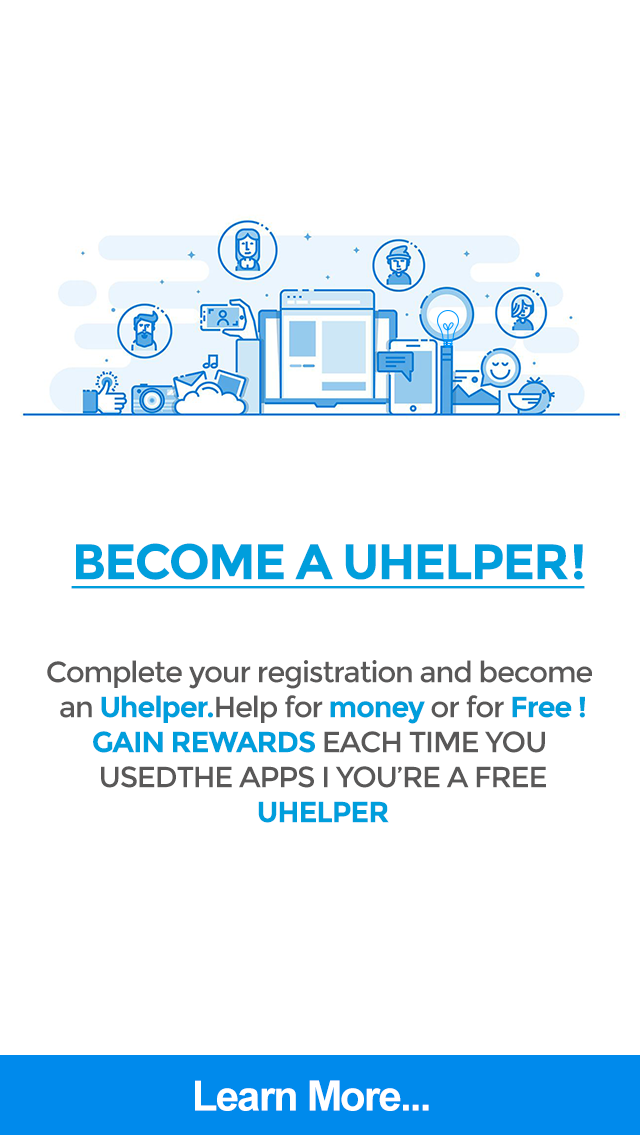 BECOME A UHELPER!
Complete your registration and become
an Uhelper.Help for money or for Free !
GAIN REWARDS EACH TIME YOU
USEDTHE APPS I YOU'RE A FREE
UHELPER
Learn More...